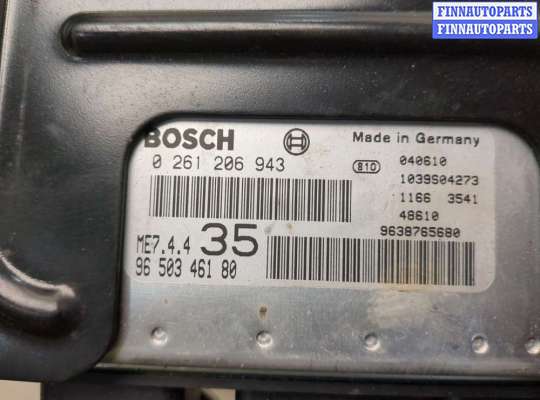 FINNAUTOPARTS
FINNAUTOPARTS
BOSCH
Made in Germany
0 261 206 943
810
040610
1039S04273
1166 3541
48610
9638765680
ME7.4.4 35
96 503 461 80